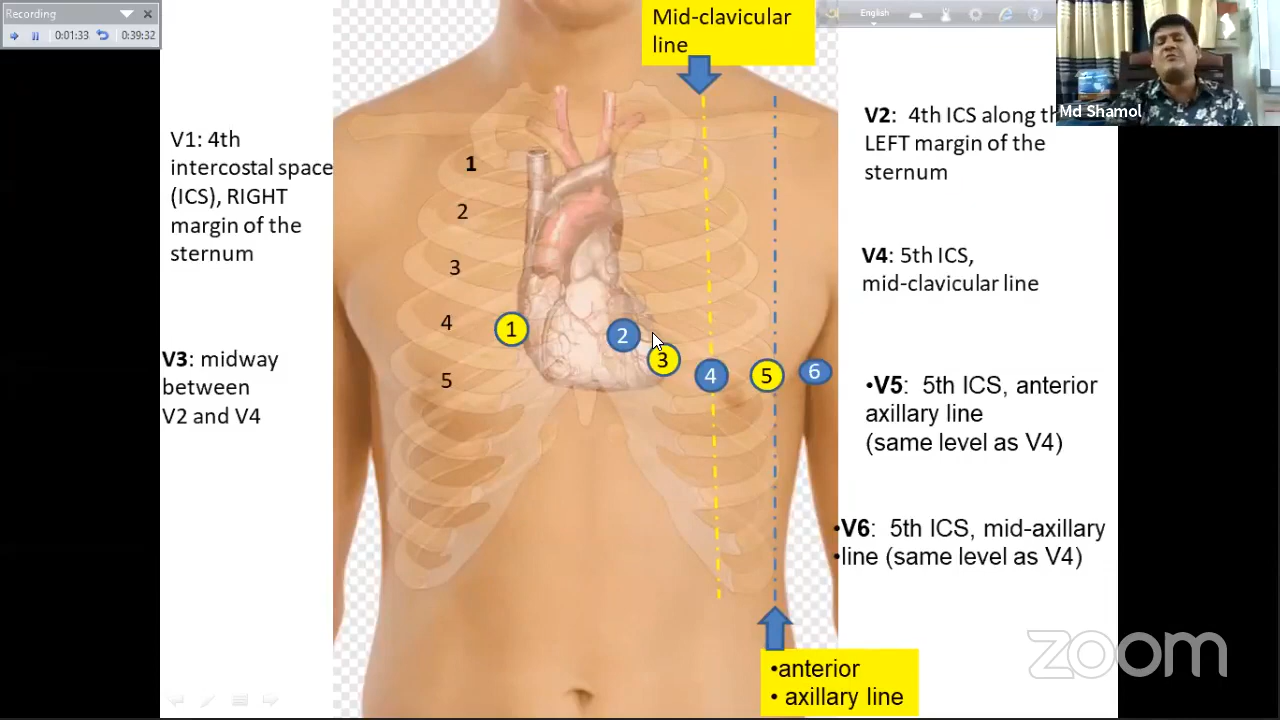 Recording
0:01:33
0:39:32
English
Mid-clavicular
line
Md Shamol
V1: 4th
intercostal space
(ICS), RIGHT
margin of the
sternum
V3: midway
between
V2 and V4
1
2
3
4
5
1
2
3
4
5
6
V2: 4th ICS along
LEFT margin of the
sternum
V4: 5th ICS,
mid-clavicular line
•V5: 5th ICS, anterior
axillary line
(same level as V4)
•V6: 5th ICS, mid-axillary
•line (same level as V4)
•anterior
• axillary line
zoom